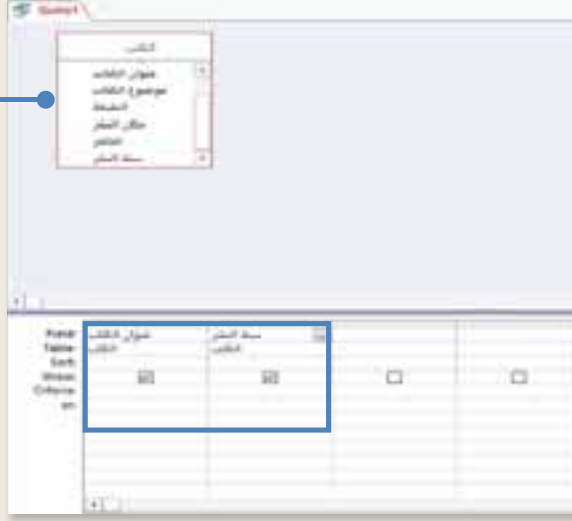 Query1
الكتب
عنوان الكتاب
موضوع الكتاب
الطبعة
مكان النشر
الناشر
سنة النشر
Field: عنوان الكتاب سنة النشر
Table: الكتب الكتب
Sort:
Show:
Criteria:
or: